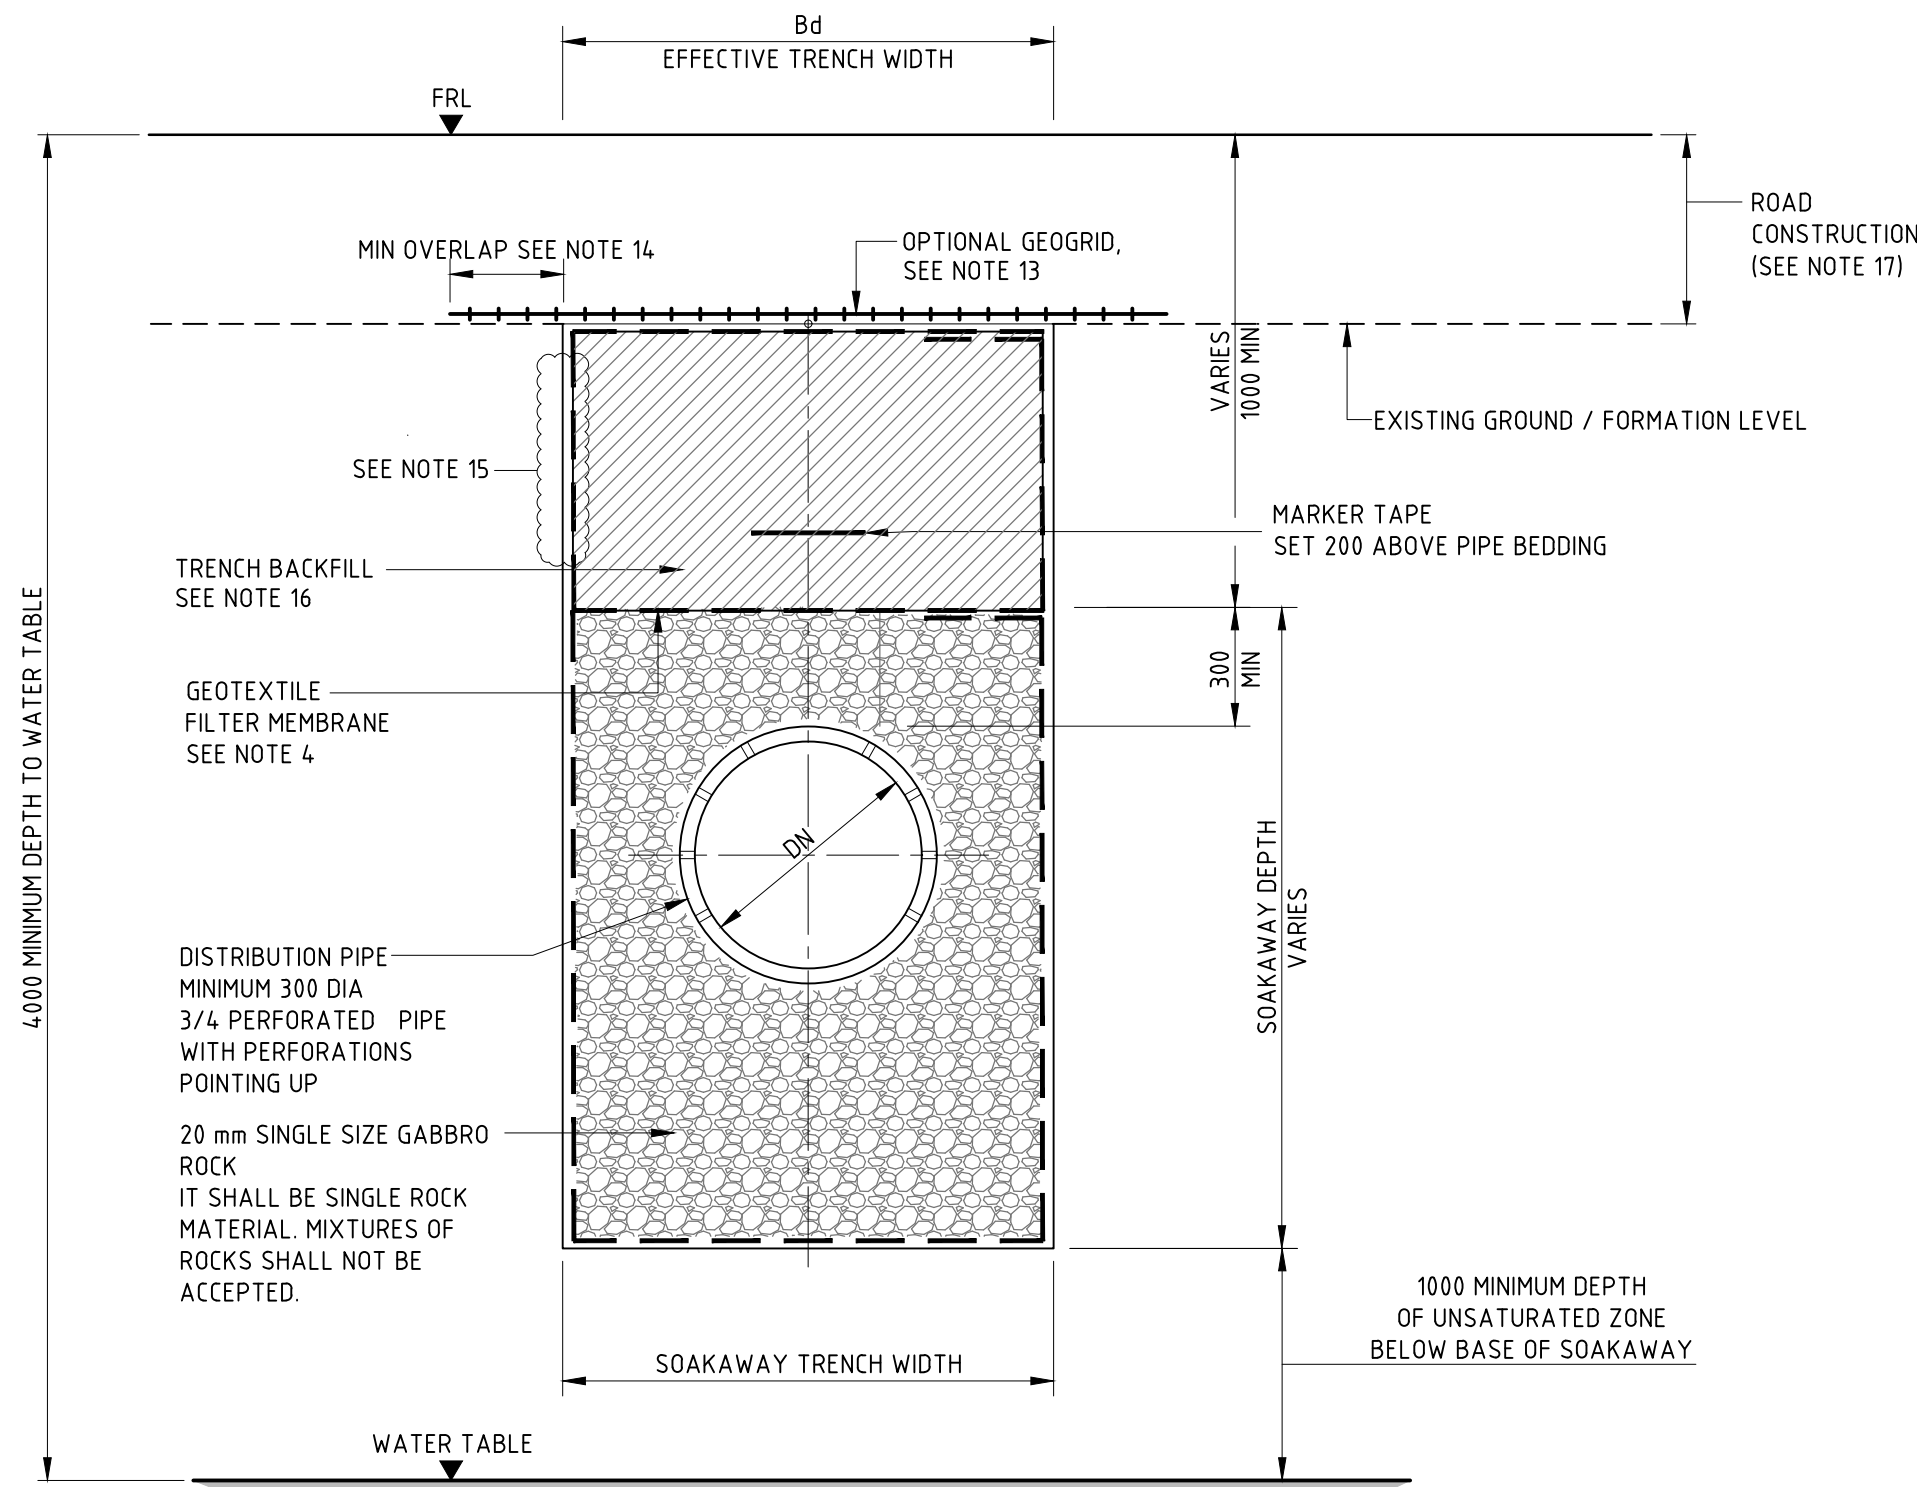 Bd
EFFECTIVE TRENCH WIDTH
FRL
ROAD
CONSTRUCTION
(SEE NOTE 17)
MIN OVERLAP SEE NOTE 14
OPTIONAL GEOGRID,
SEE NOTE 13
VARIES
1000 MIN
EXISTING GROUND / FORMATION LEVEL
SEE NOTE 15
MARKER TAPE
SET 200 ABOVE PIPE BEDDING
TRENCH BACKFILL
SEE NOTE 16
4000 MINIMUM DEPTH TO WATER TABLE
300
MIN
GEOTEXTILE
FILTER MEMBRANE
SEE NOTE 4
DN
SOAKAWAY DEPTH
VARIES
DISTRIBUTION PIPE
MINIMUM 300 DIA
3/4 PERFORATED PIPE
WITH PERFORATIONS
POINTING UP
20 mm SINGLE SIZE GABBRO
ROCK
IT SHALL BE SINGLE ROCK
MATERIAL. MIXTURES OF
ROCKS SHALL NOT BE
ACCEPTED.
1000 MINIMUM DEPTH
OF UNSATURATED ZONE
BELOW BASE OF SOAKAWAY
SOAKAWAY TRENCH WIDTH
WATER TABLE